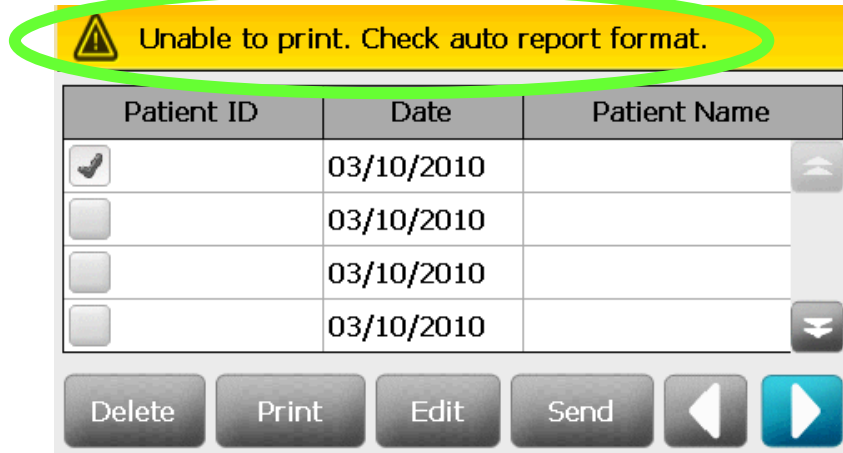 Unable to print. Check auto report format.
Patient ID Date Patient Name
03/10/2010
03/10/2010
03/10/2010
03/10/2010
Delete Print Edit Send